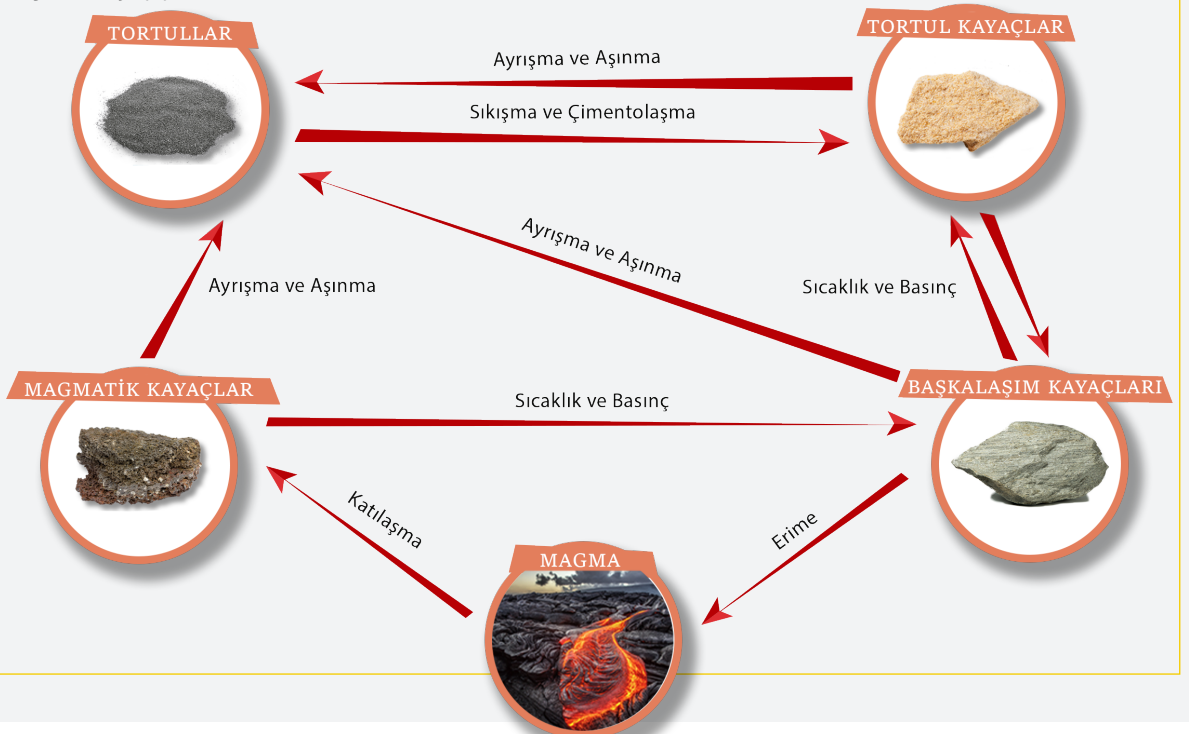 TORTULLAR
TORTUL KAYAÇLAR
Ayrışma ve Aşınma
Sıkışma ve Çimentolaşma
Ayrışma ve Aşınma
Ayrışma ve Aşınma
Sıcaklık ve Basınç
MAGMATİK KAYAÇLAR
BAŞKALAŞIM KAYAÇLARI
Sıcaklık ve Basınç
Katılaşma
Erime
MAGMA